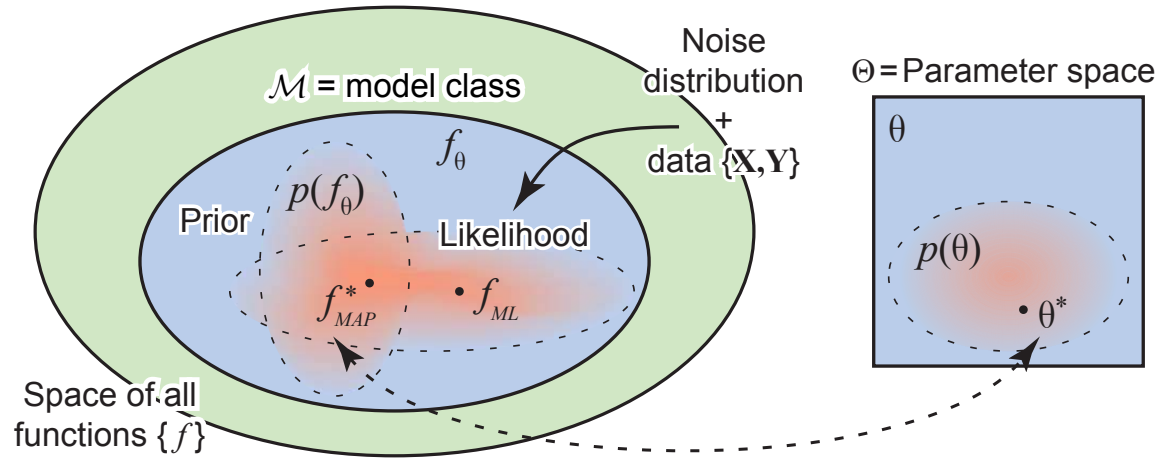 Noise
distribution
+
data {X,Y}
ℳ = model class
f_θ
Prior
p(f_θ)
Likelihood
f*_MAP
f_ML
Space of all
functions {f}
Θ = Parameter space
θ
p(θ)
θ*